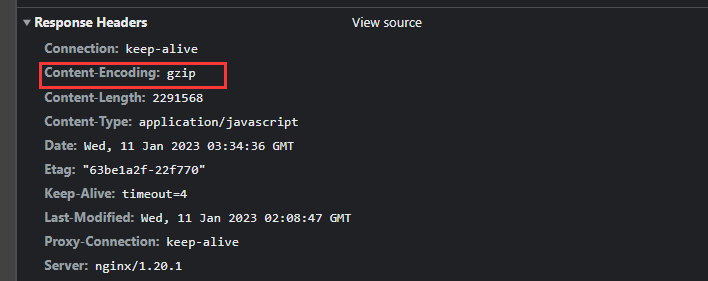 Response Headers View source
Connection: keep-alive
Content-Encoding: gzip
Content-Length: 2291568
Content-Type: application/javascript
Date: Wed, 11 Jan 2023 03:34:36 GMT
Etag: "63be1a2f-22f770"
Keep-Alive: timeout=4
Last-Modified: Wed, 11 Jan 2023 02:08:47 GMT
Proxy-Connection: keep-alive
Server: nginx/1.20.1